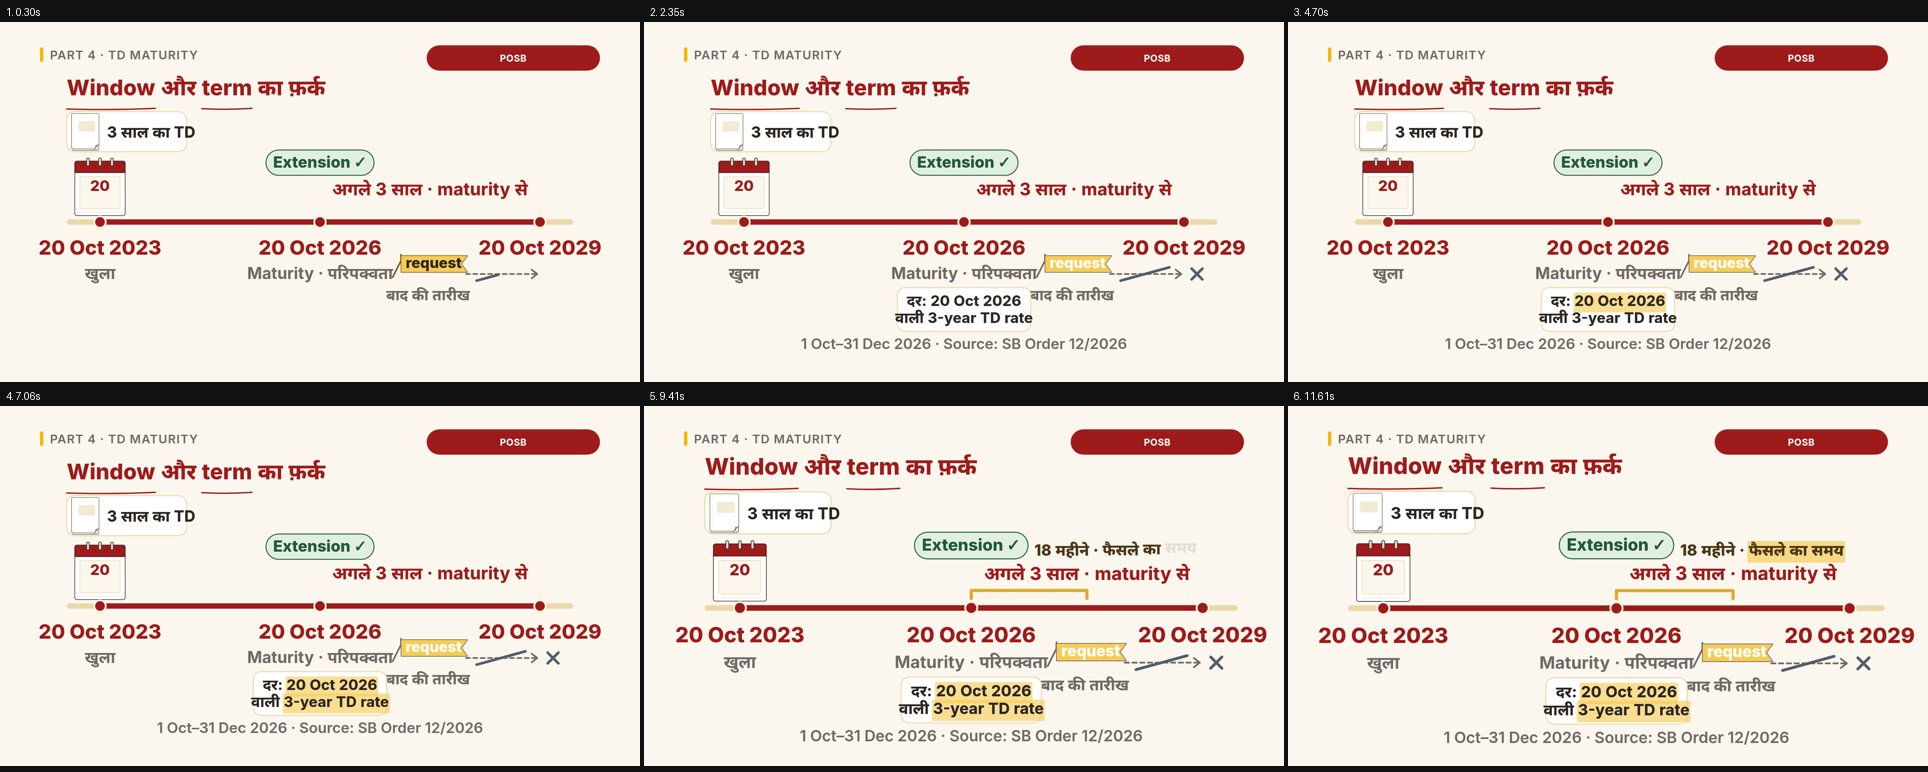 1. 0.30s
PART 4 · TD MATURITY
POSB
Window और term का फ़र्क
3 साल का TD
Extension ✓
20
अगले 3 साल · maturity से
20 Oct 2023
20 Oct 2026
20 Oct 2029
खुला
Maturity · परिपक्वता
request
बाद की तारीख
2. 2.35s
PART 4 · TD MATURITY
POSB
Window और term का फ़र्क
3 साल का TD
Extension ✓
20
अगले 3 साल · maturity से
20 Oct 2023
20 Oct 2026
20 Oct 2029
खुला
Maturity · परिपक्वता
request
बाद की तारीख
दर: 20 Oct 2026
वाली 3-year TD rate
1 Oct–31 Dec 2026 · Source: SB Order 12/2026
3. 4.70s
PART 4 · TD MATURITY
POSB
Window और term का फ़र्क
3 साल का TD
Extension ✓
20
अगले 3 साल · maturity से
20 Oct 2023
20 Oct 2026
20 Oct 2029
खुला
Maturity · परिपक्वता
request
बाद की तारीख
दर: 20 Oct 2026
वाली 3-year TD rate
1 Oct–31 Dec 2026 · Source: SB Order 12/2026
4. 7.06s
PART 4 · TD MATURITY
POSB
Window और term का फ़र्क
3 साल का TD
Extension ✓
20
अगले 3 साल · maturity से
20 Oct 2023
20 Oct 2026
20 Oct 2029
खुला
Maturity · परिपक्वता
request
बाद की तारीख
दर: 20 Oct 2026
वाली 3-year TD rate
1 Oct–31 Dec 2026 · Source: SB Order 12/2026
5. 9.41s
PART 4 · TD MATURITY
POSB
Window और term का फ़र्क
3 साल का TD
Extension ✓
18 महीने · फैसले का समय
20
अगले 3 साल · maturity से
20 Oct 2023
20 Oct 2026
20 Oct 2029
खुला
Maturity · परिपक्वता
request
बाद की तारीख
दर: 20 Oct 2026
वाली 3-year TD rate
1 Oct–31 Dec 2026 · Source: SB Order 12/2026
6. 11.61s
PART 4 · TD MATURITY
POSB
Window और term का फ़र्क
3 साल का TD
Extension ✓
18 महीने · फैसले का समय
20
अगले 3 साल · maturity से
20 Oct 2023
20 Oct 2026
20 Oct 2029
खुला
Maturity · परिपक्वता
request
बाद की तारीख
दर: 20 Oct 2026
वाली 3-year TD rate
1 Oct–31 Dec 2026 · Source: SB Order 12/2026